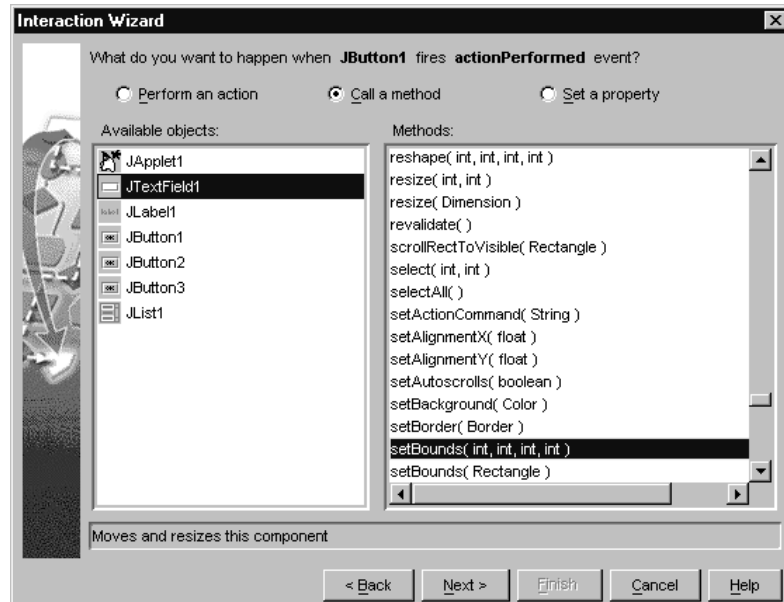 Interaction Wizard
What do you want to happen when JButton1 fires actionPerformed event?
Perform an action
Call a method
Set a property
Available objects:
JApplet1
JTextField1
JLabel1
JButton1
JButton2
JButton3
JList1
Methods:
reshape( int, int, int, int )
resize( int, int )
resize( Dimension )
revalidate( )
scrollRectToVisible( Rectangle )
select( int, int )
selectAll( )
setActionCommand( String )
setAlignmentX( float )
setAlignmentY( float )
setAutoscrolls( boolean )
setBackground( Color )
setBorder( Border )
setBounds( int, int, int, int )
setBounds( Rectangle )
Moves and resizes this component
< Back
Next >
Finish
Cancel
Help